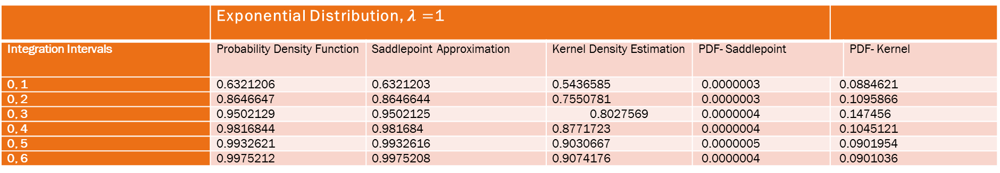 Exponential Distribution, λ =1
Integration Intervals Probability Density Function Saddlepoint Approximation Kernel Density Estimation PDF- Saddlepoint PDF- Kernel
0, 1 0.6321206 0.6321203 0.5436585 0.0000003 0.0884621
0, 2 0.8646647 0.8646644 0.7550781 0.0000003 0.1095866
0, 3 0.9502129 0.9502125 0.8027569 0.0000004 0.147456
0, 4 0.9816844 0.981684 0.8771723 0.0000004 0.1045121
0, 5 0.9932621 0.9932616 0.9030667 0.0000005 0.0901954
0, 6 0.9975212 0.9975208 0.9074176 0.0000004 0.0901036